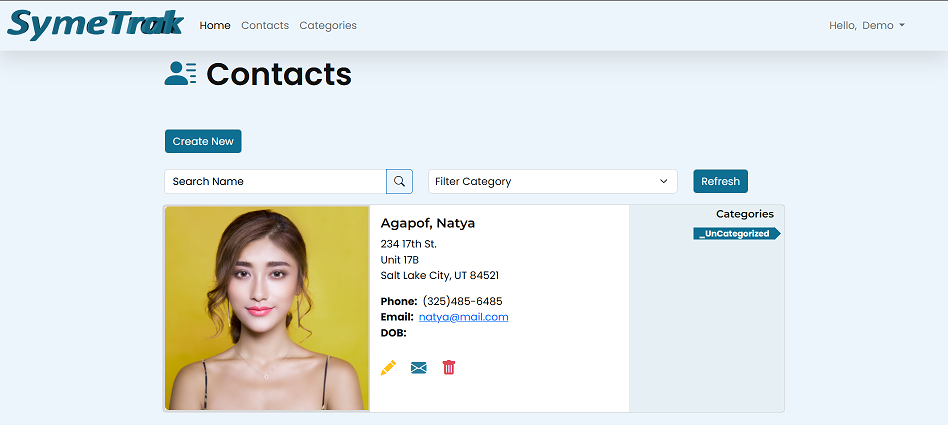 SymeTrak Home Contacts Categories Hello, Demo
Contacts
Create New
Search Name Filter Category Refresh
Agapof, Natya Categories
234 17th St. _UnCategorized
Unit 17B
Salt Lake City, UT 84521
Phone: (325)485-6485
Email: natya@mail.com
DOB: